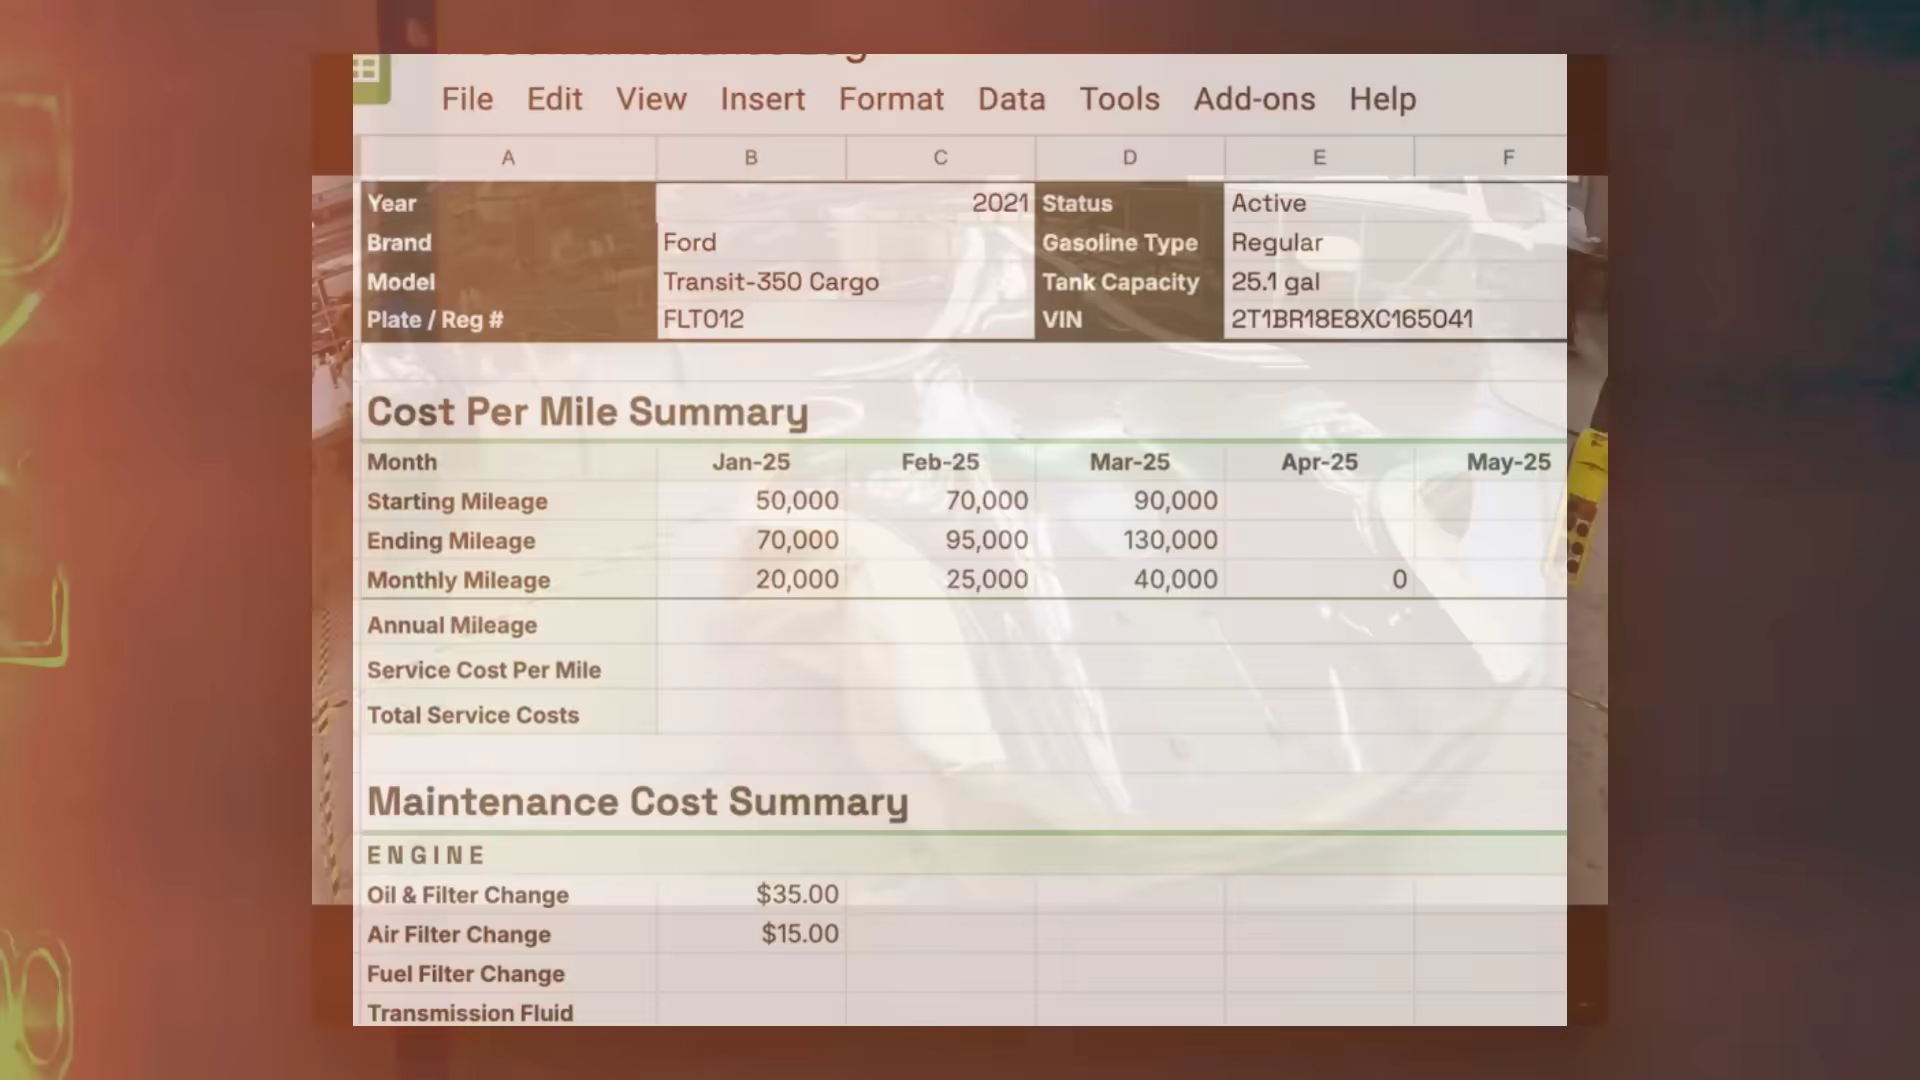 File Edit View Insert Format Data Tools Add-ons Help
A B C D E F
Year 2021 Status Active
Brand Ford Gasoline Type Regular
Model Transit-350 Cargo Tank Capacity 25.1 gal
Plate / Reg # FLT012 VIN 2T1BR18E8XC165041
Cost Per Mile Summary
Month Jan-25 Feb-25 Mar-25 Apr-25 May-25
Starting Mileage 50,000 70,000 90,000
Ending Mileage 70,000 95,000 130,000
Monthly Mileage 20,000 25,000 40,000 0
Annual Mileage
Service Cost Per Mile
Total Service Costs
Maintenance Cost Summary
ENGINE
Oil & Filter Change $35.00
Air Filter Change $15.00
Fuel Filter Change
Transmission Fluid